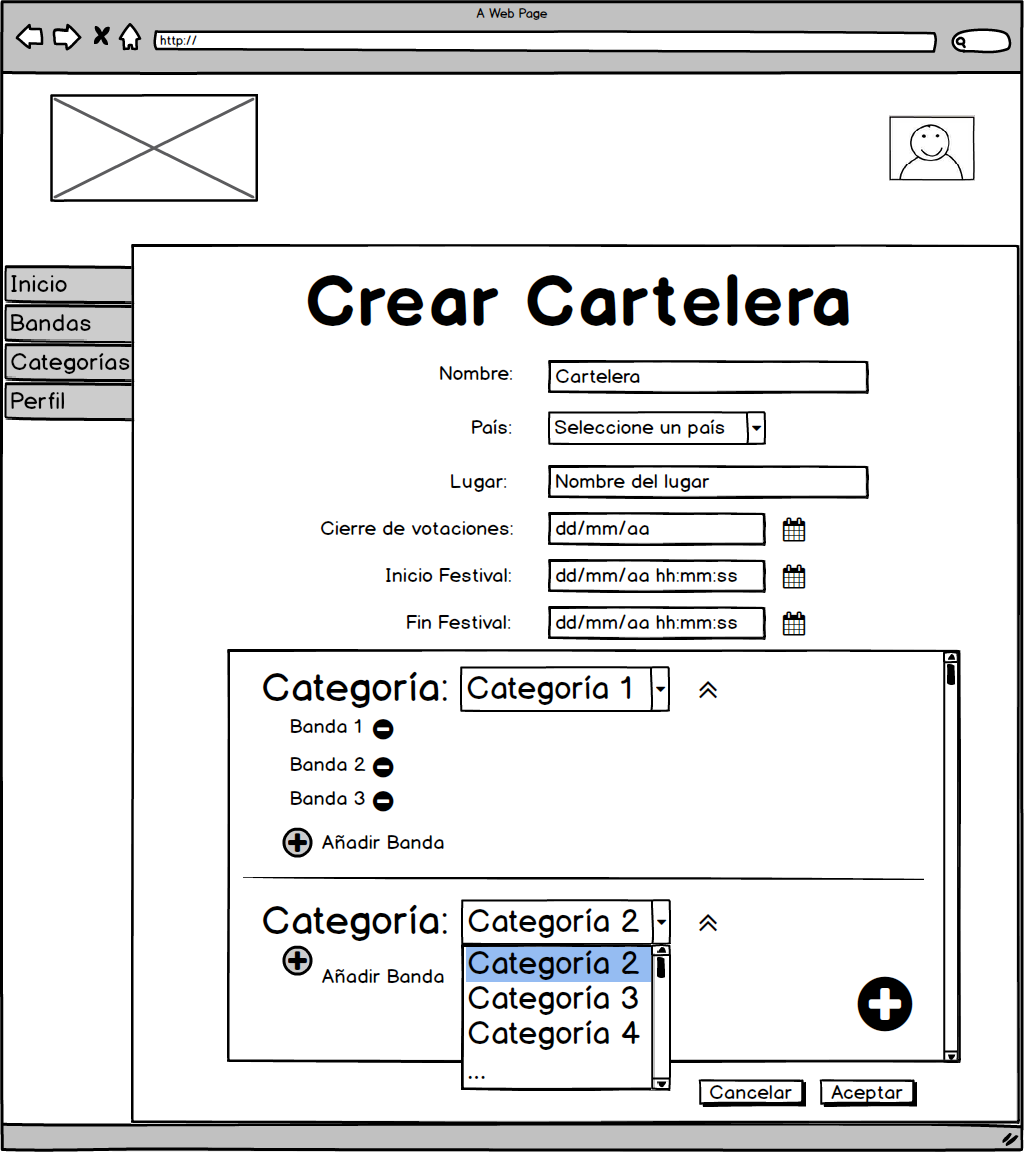 A Web Page
http://
Inicio
Bandas
Categorías
Perfil
Crear Cartelera
Nombre: Cartelera
País: Seleccione un país
Lugar: Nombre del lugar
Cierre de votaciones: dd/mm/aa
Inicio Festival: dd/mm/aa hh:mm:ss
Fin Festival: dd/mm/aa hh:mm:ss
Categoría: Categoría 1
Banda 1
Banda 2
Banda 3
Añadir Banda
Categoría: Categoría 2
Añadir Banda
Categoría 2
Categoría 3
Categoría 4
...
Cancelar Aceptar